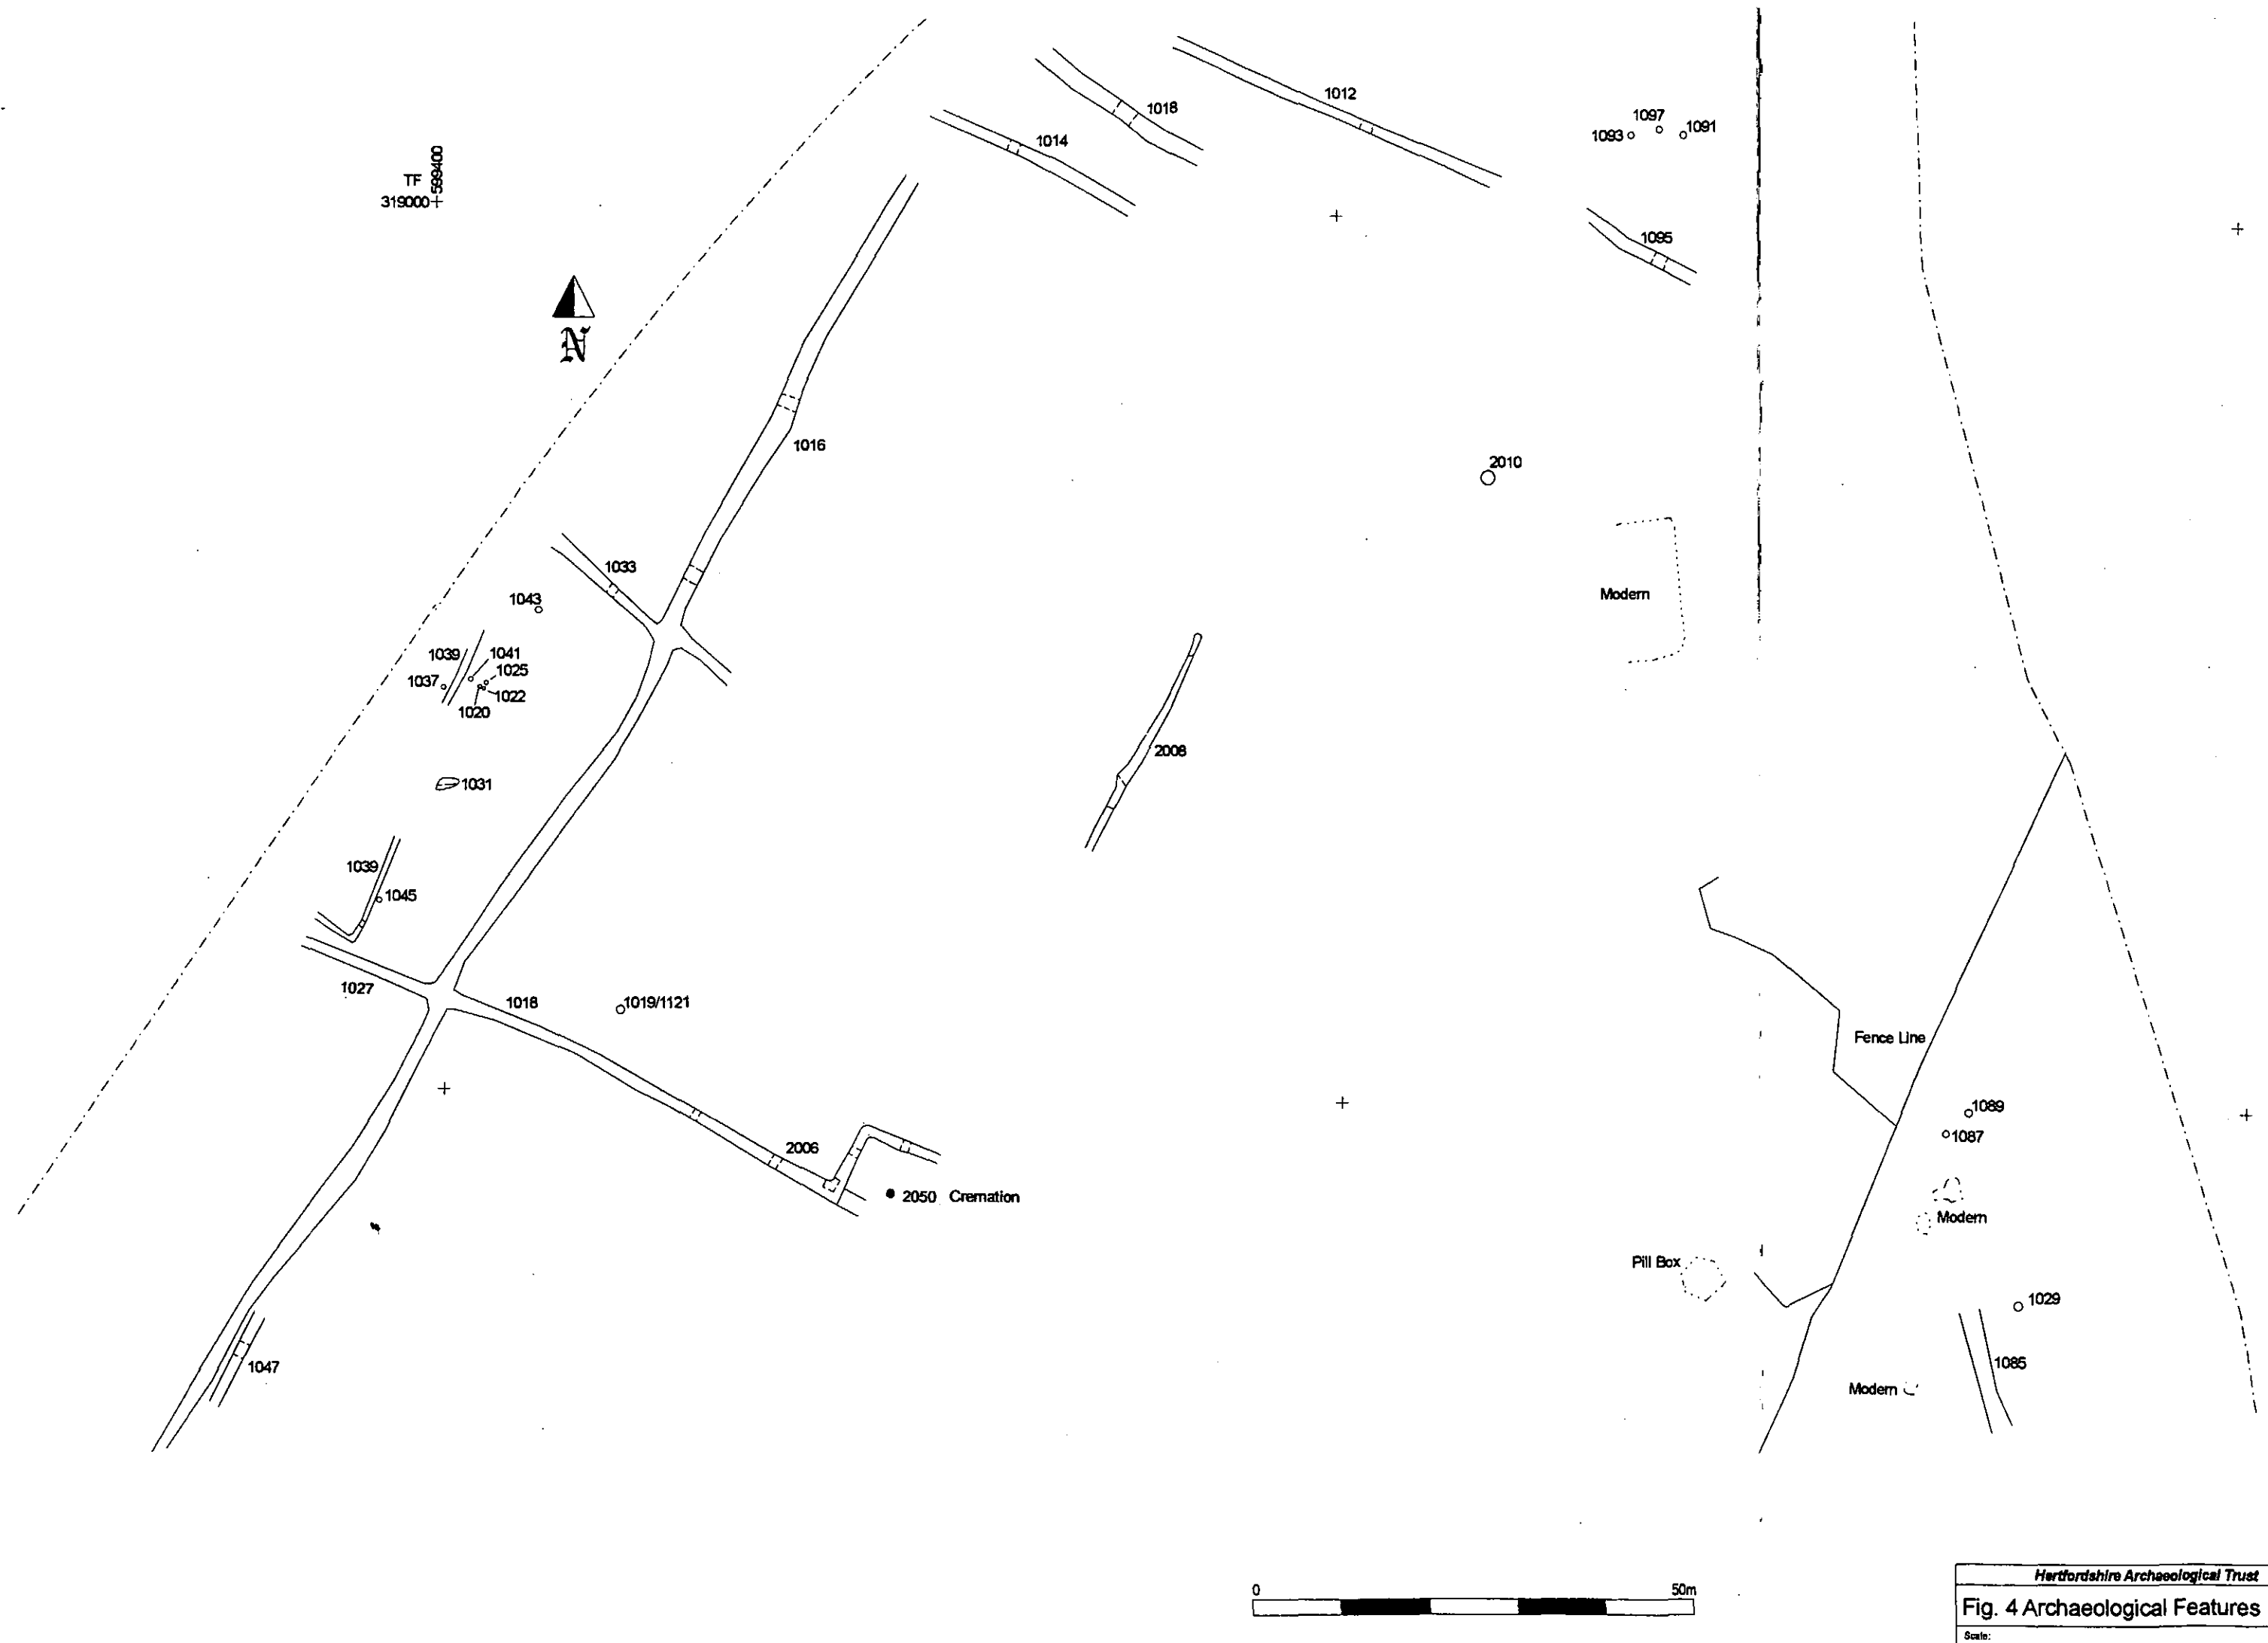 1012
1018
1014
1097
1093
1091
TF
599400
319000
N
1095
1016
2010
1033
Modern
1043
1039
1041
1025
1037
1022
1020
2008
1031
1039
1045
1027
1018
1019/1121
Fence Line
1089
1087
2006
2050 Cremation
Modern
Pill Box
1029
1047
1085
Modern
0
50m
Hertfordshire Archaeological Trust
Fig. 4 Archaeological Features
Scale: